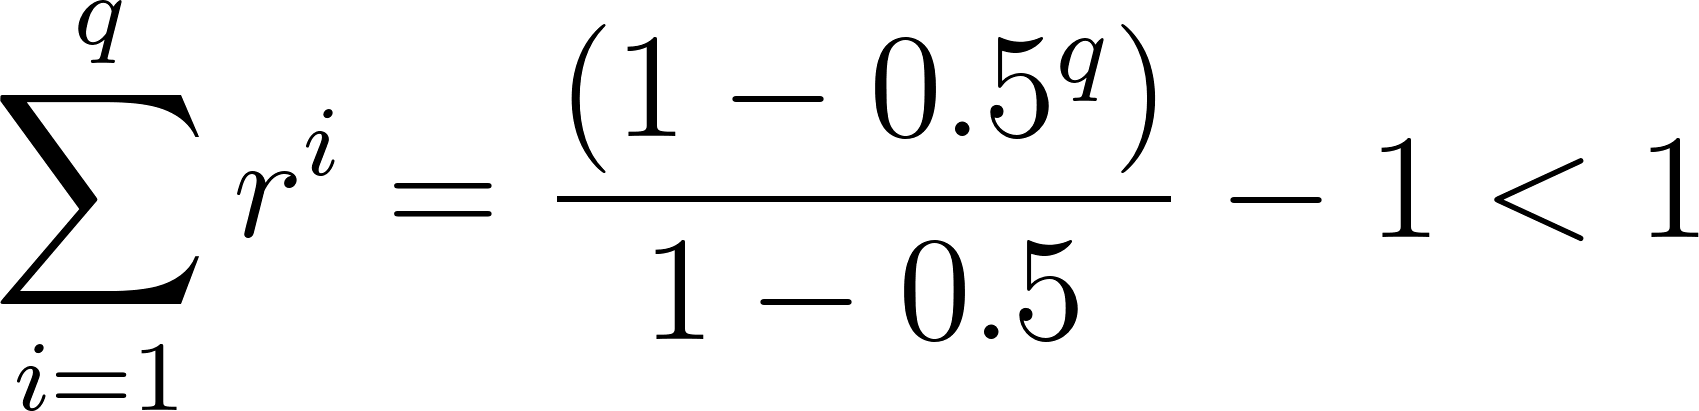 \sum_{i=1}^{q} r^i = \frac{(1 - 0.5^q)}{1 - 0.5} - 1 < 1